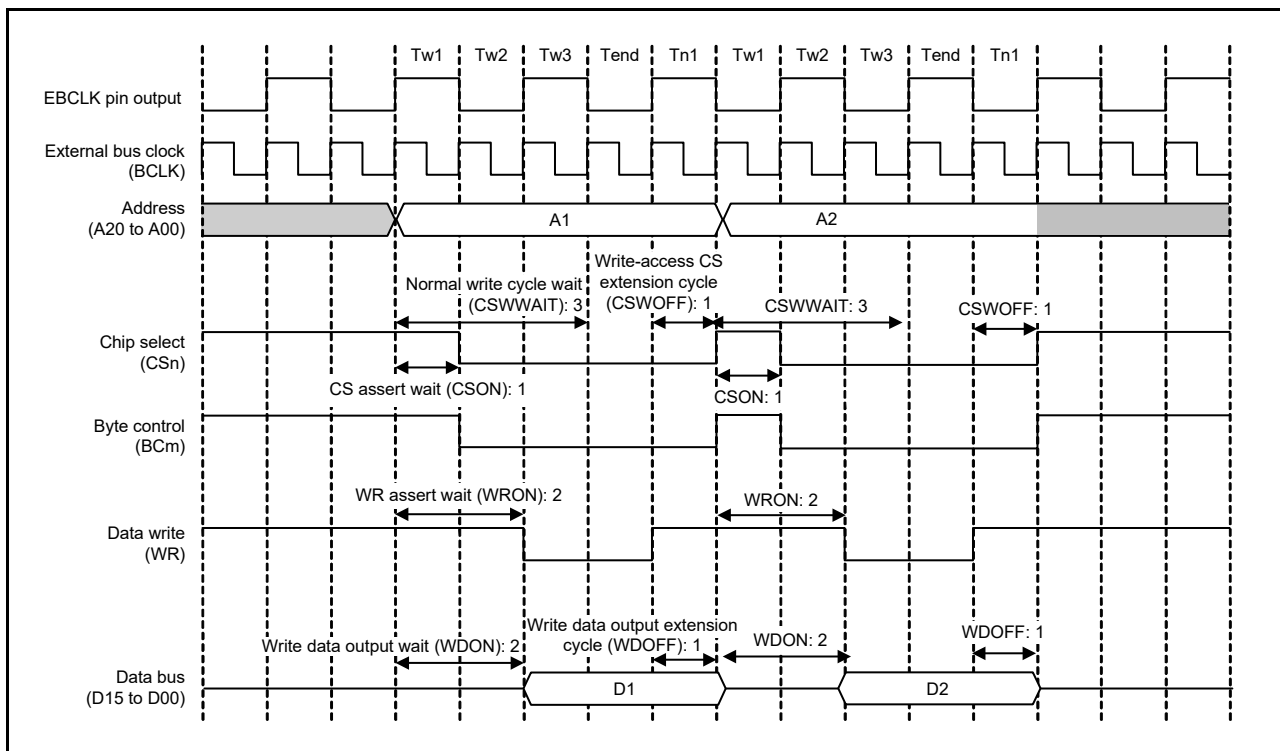 Tw1 Tw2 Tw3 Tend Tn1 Tw1 Tw2 Tw3 Tend Tn1
EBCLK pin output
External bus clock
(BCLK)
Address
(A20 to A00)
A1
A2
Normal write cycle wait
(CSWWAIT): 3
Write-access CS
extension cycle
(CSWOFF): 1
CSWWAIT: 3
CSWOFF: 1
Chip select
(CSn)
CS assert wait (CSON): 1
CSON: 1
Byte control
(BCm)
WR assert wait (WRON): 2
WRON: 2
Data write
(WR)
Write data output wait (WDON): 2
Write data output extension
cycle (WDOFF): 1
WDON: 2
WDOFF: 1
Data bus
(D15 to D00)
D1
D2